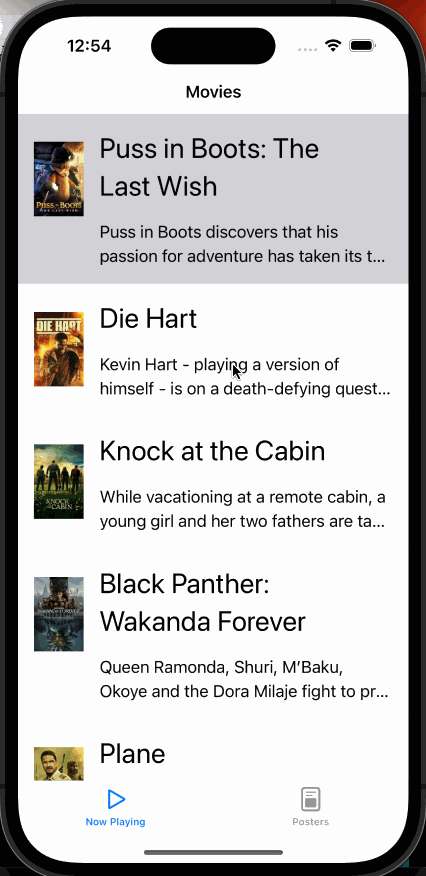 12:54
Movies
Puss in Boots: The
Last Wish
PUSS IN BOOTS
THE LAST WISH
Puss in Boots discovers that his
passion for adventure has taken its t...
DIE HART
Die Hart
Kevin Hart - playing a version of
himself - is on a death-defying quest...
Knock at the Cabin
KNOCK
AT THE CABIN
While vacationing at a remote cabin, a
young girl and her two fathers are ta...
Black Panther:
Wakanda Forever
WAKANDA FOREVER
Queen Ramonda, Shuri, M’Baku,
Okoye and the Dora Milaje fight to pr...
Plane
Now Playing
Posters